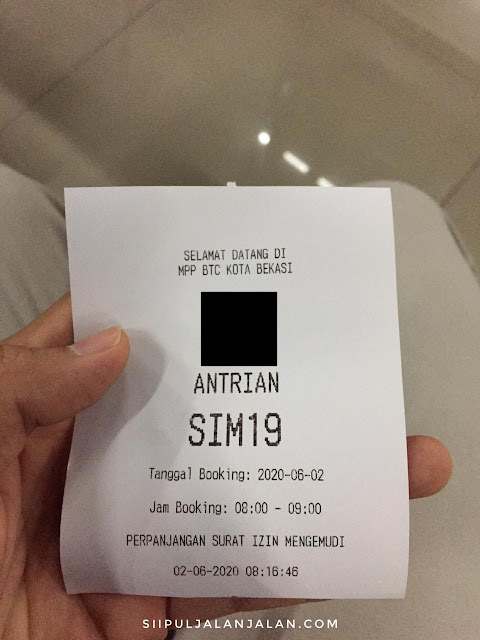 SELAMAT DATANG DI
MPP BTC KOTA BEKASI
ANTRIAN
SIM19
Tanggal Booking: 2020-06-02
Jam Booking: 08:00 - 09:00
PERPANJANGAN SURAT IZIN MENGEMUDI
02-06-2020 08:16:46
SIIPULJALANJALAN.COM